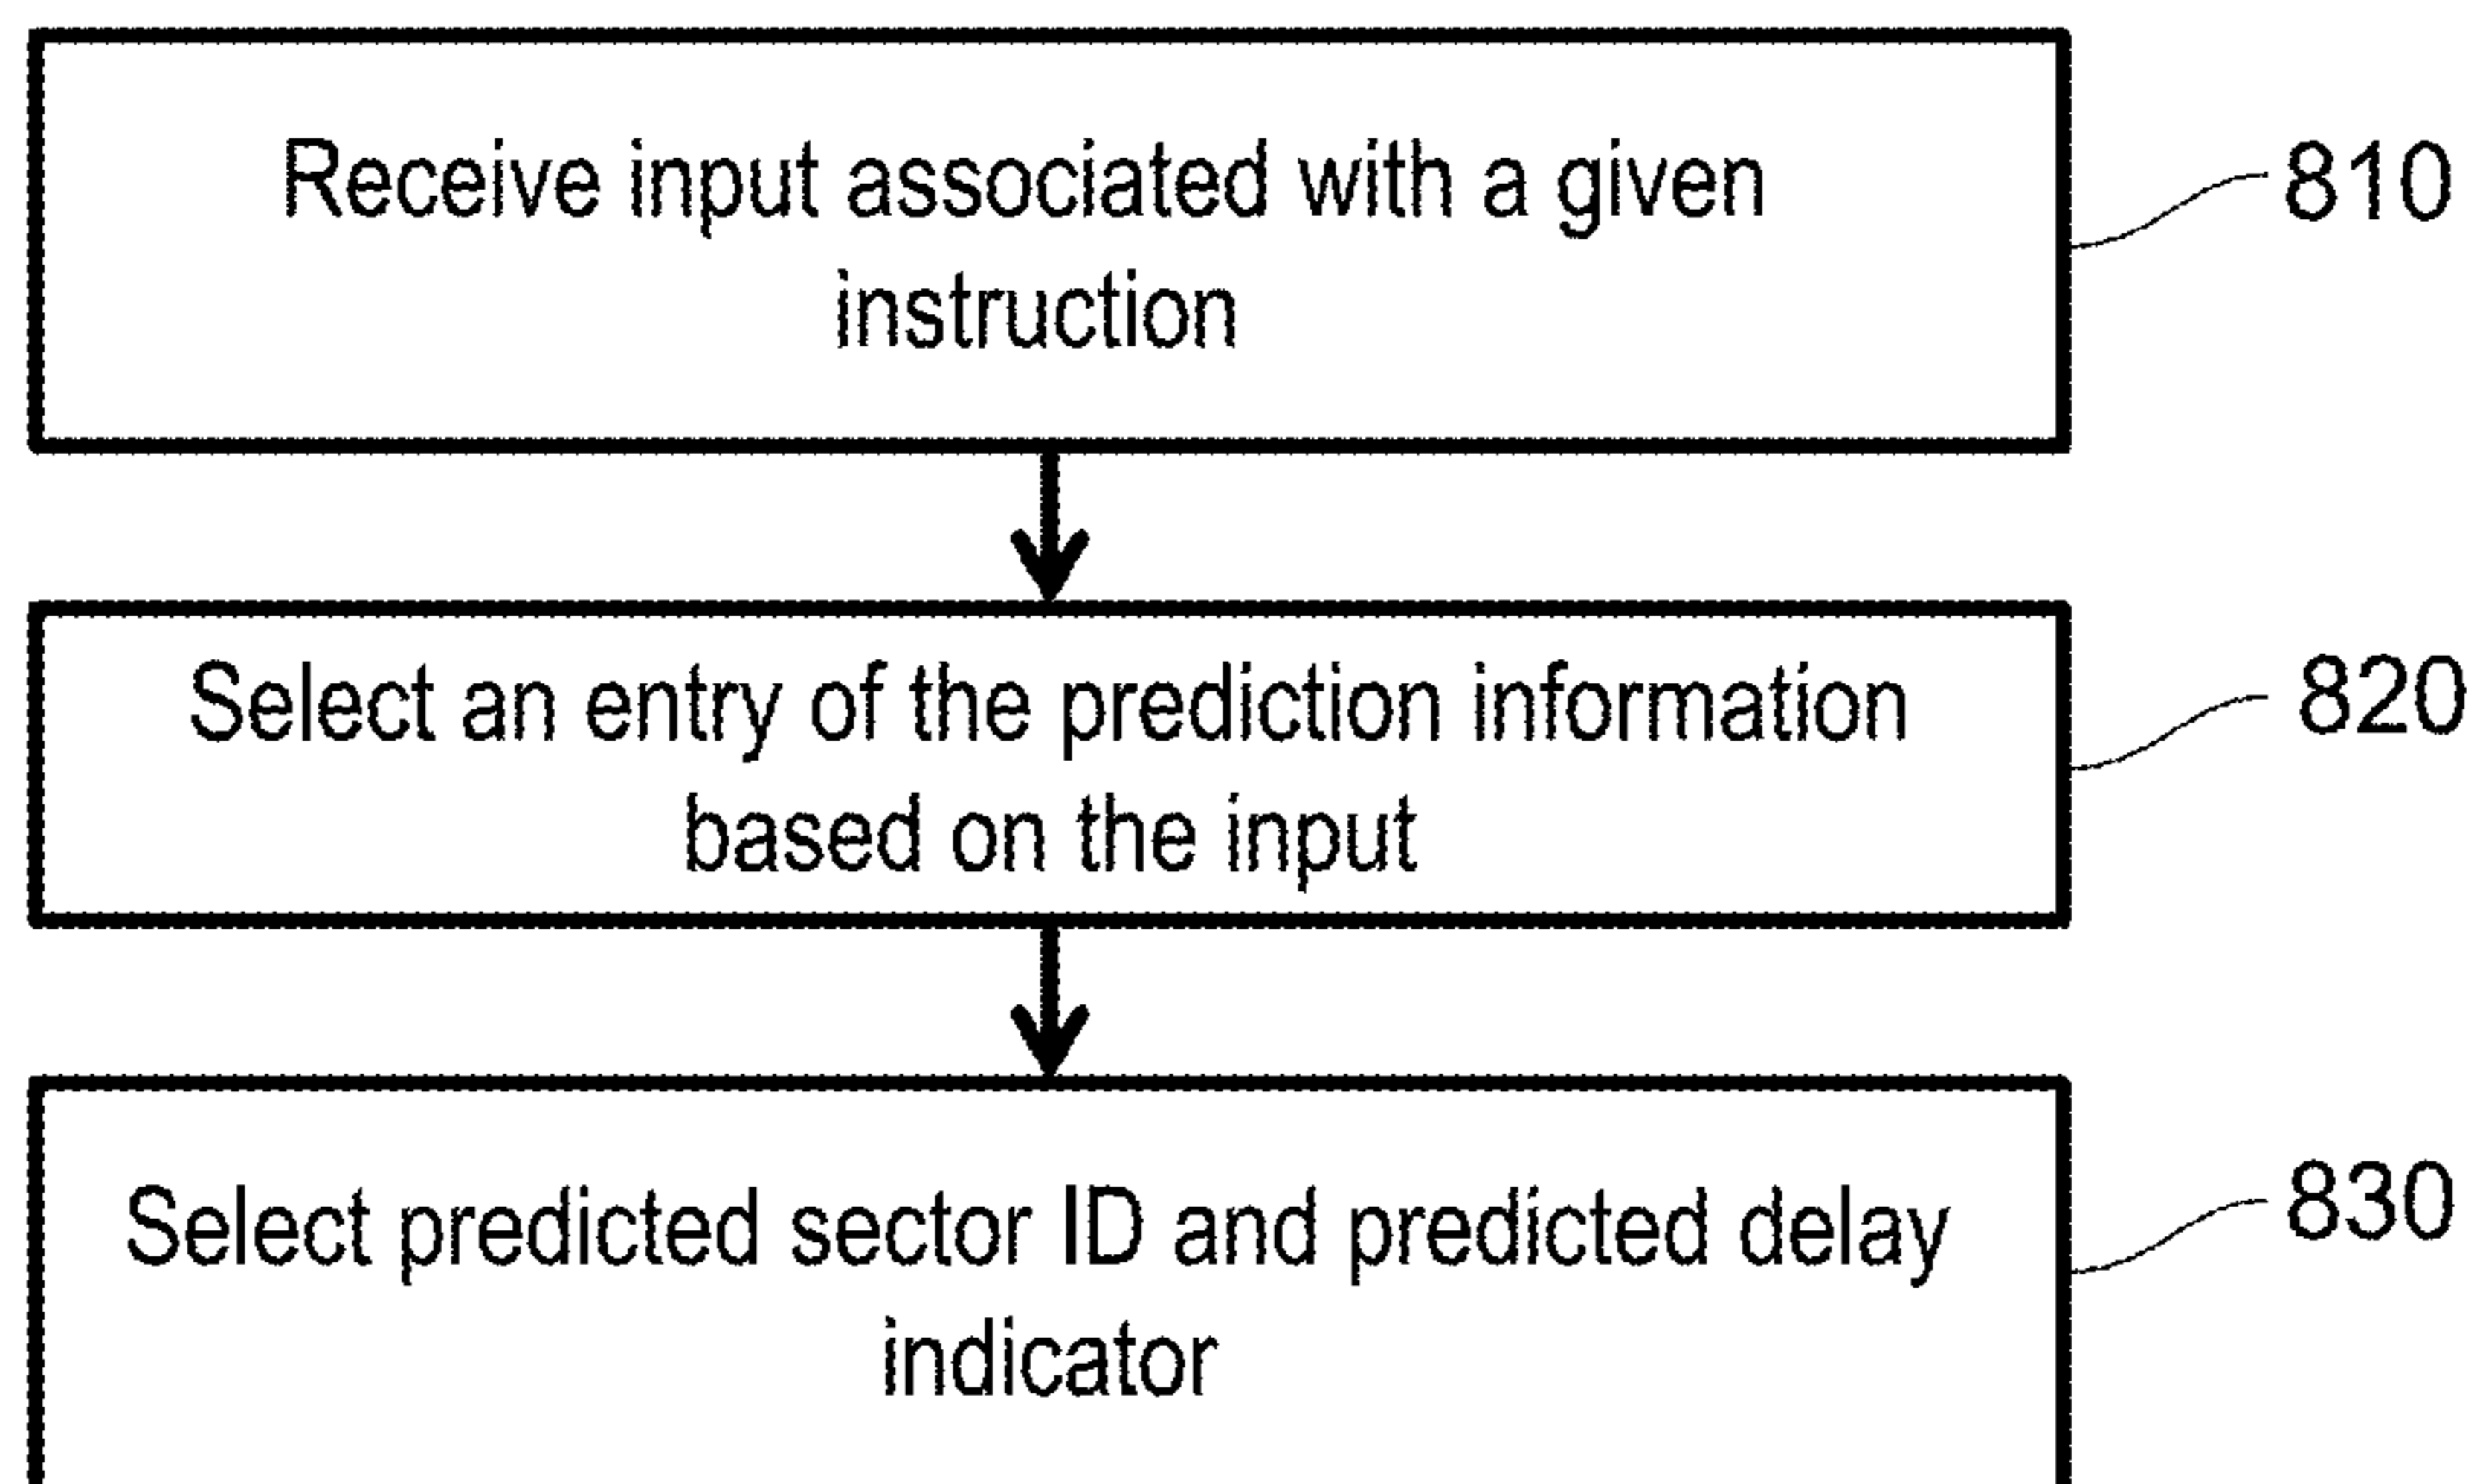 Receive input associated with a given
instruction
810
Select an entry of the prediction information
based on the input
820
Select predicted sector ID and predicted delay
indicator
830